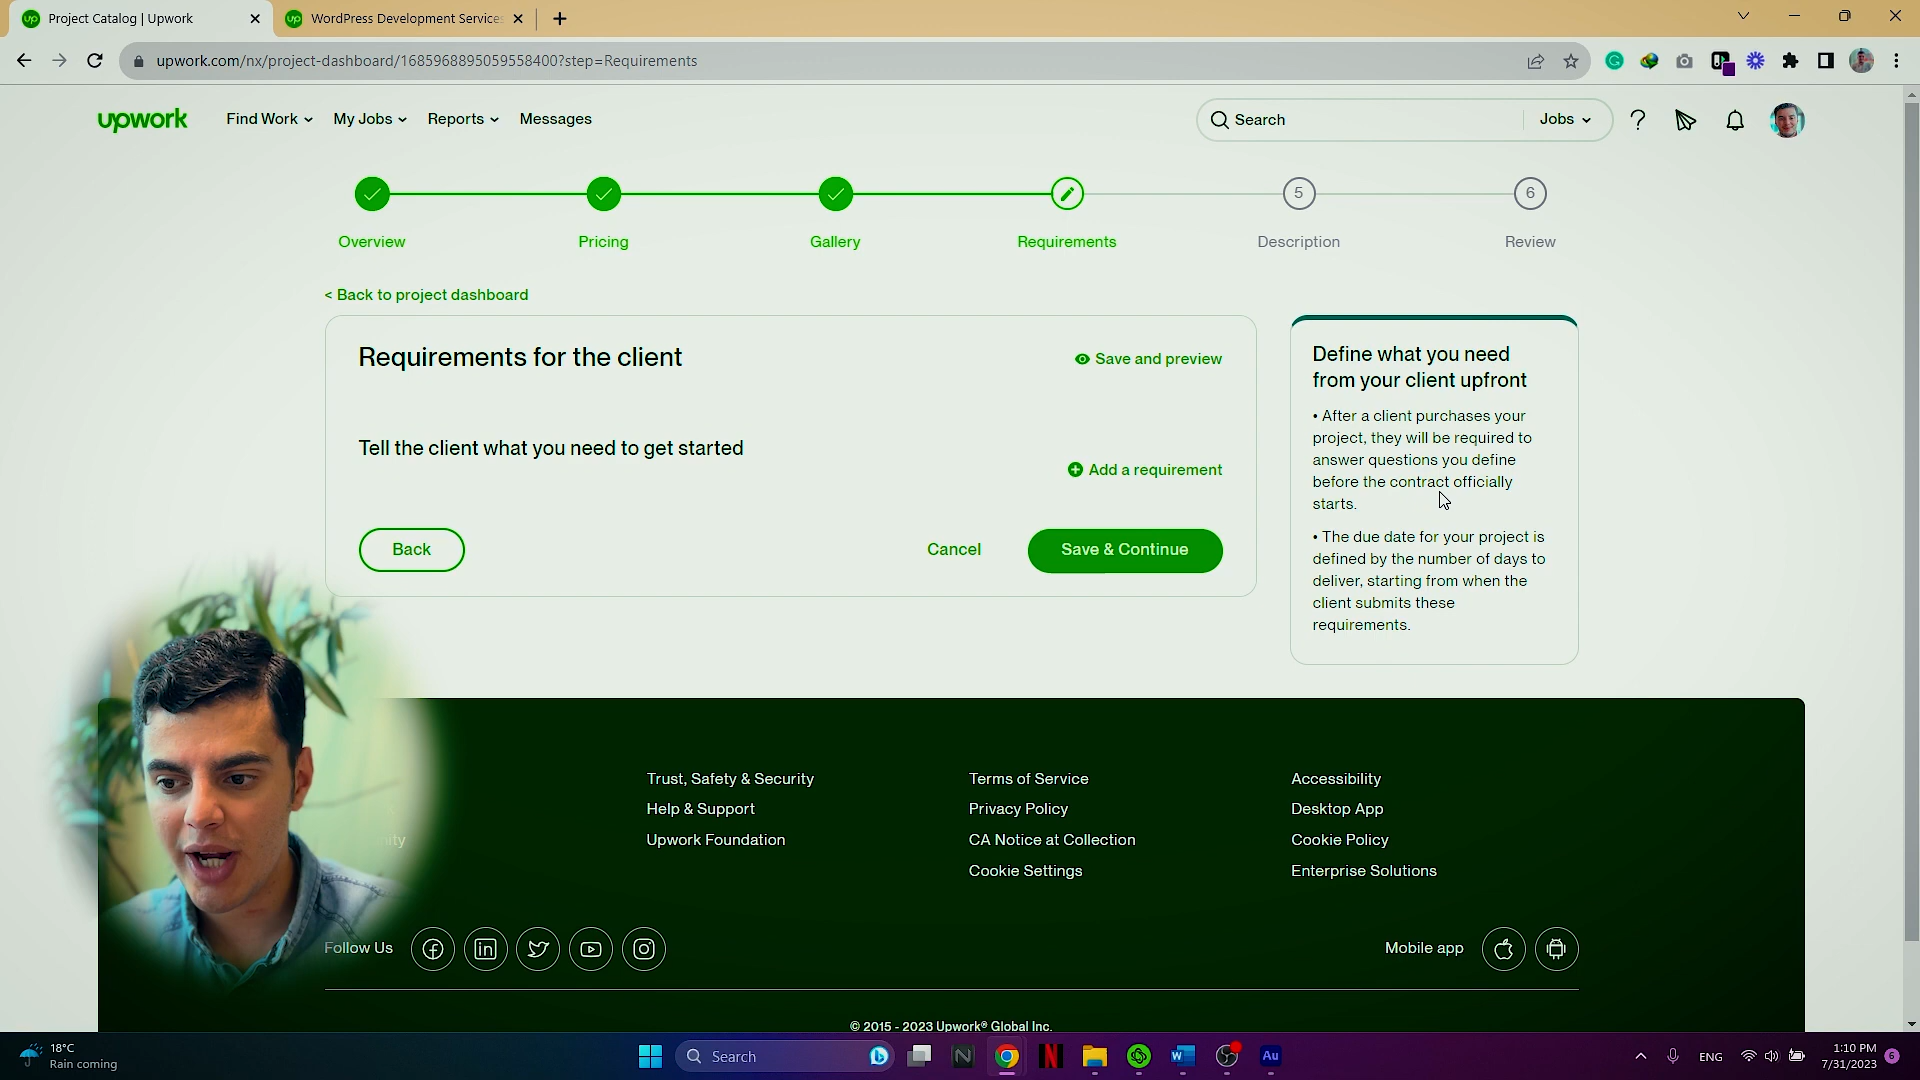 Project Catalog | Upwork
WordPress Development Services
upwork.com/nx/project-dashboard/1685968895059558400?step=Requirements
upwork
Find Work
My Jobs
Reports
Messages
Search
Jobs
5
6
Overview
Pricing
Gallery
Requirements
Description
Review
< Back to project dashboard
Requirements for the client
Save and preview
Tell the client what you need to get started
Add a requirement
Back
Cancel
Save & Continue
Define what you need
from your client upfront
• After a client purchases your
project, they will be required to
answer questions you define
before the contract officially
starts.
• The due date for your project is
defined by the number of days to
deliver, starting from when the
client submits these
requirements.
Trust, Safety & Security
Help & Support
Upwork Foundation
Terms of Service
Privacy Policy
CA Notice at Collection
Cookie Settings
Accessibility
Desktop App
Cookie Policy
Enterprise Solutions
Follow Us
Mobile app
© 2015 - 2023 Upwork® Global Inc.
18°C
Rain coming
Search
ENG
1:10 PM
7/31/2023
6